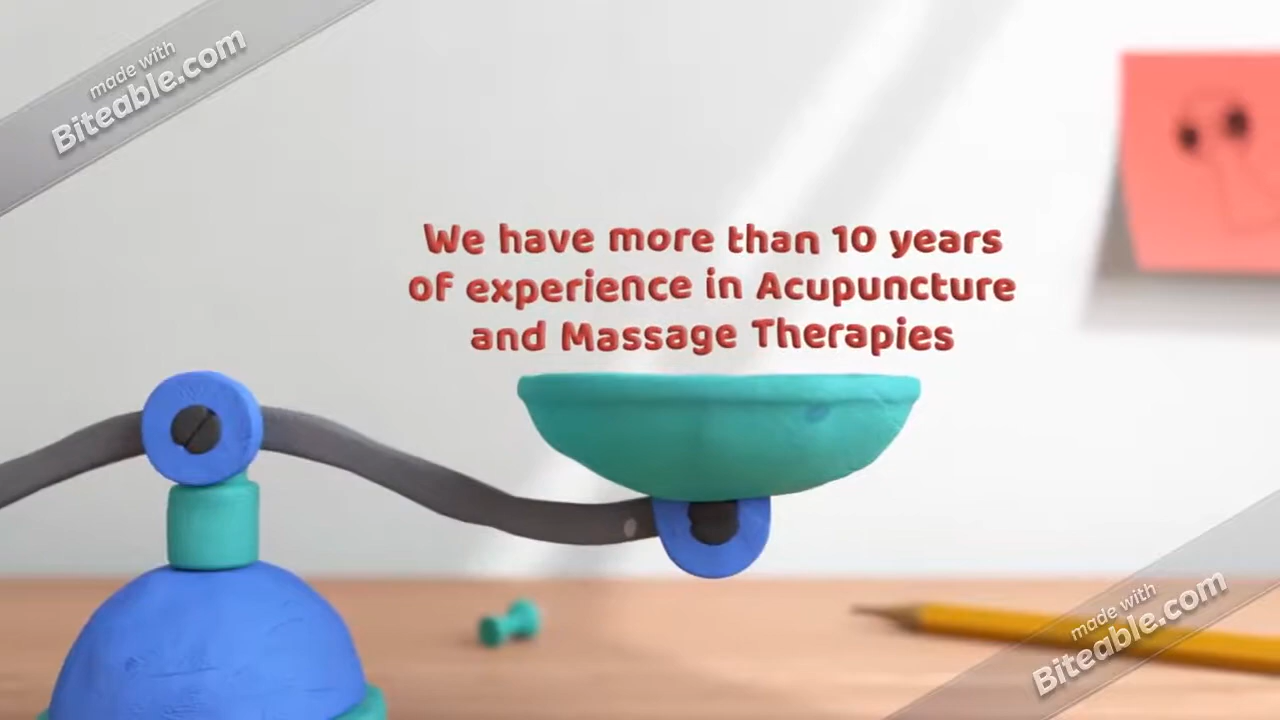 made with
Biteable.com
We have more than 10 years
of experience in Acupuncture
and Massage Therapies
made with
Biteable.com